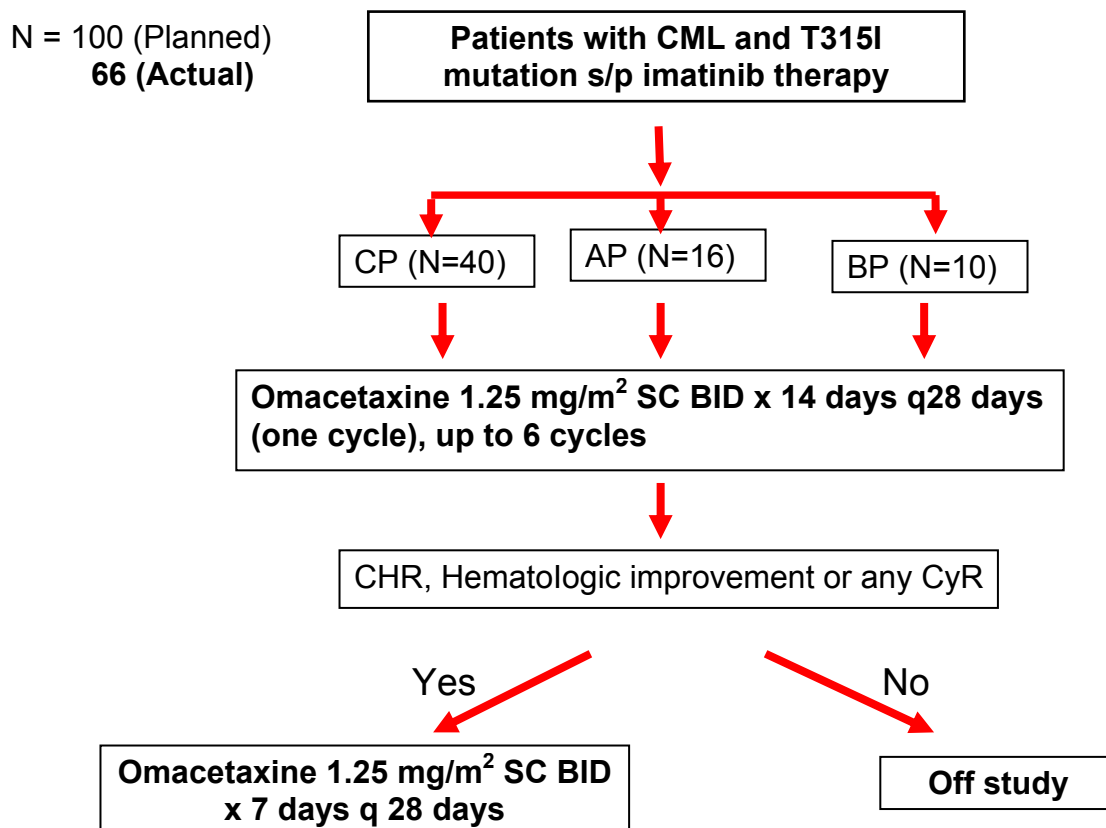 N = 100 (Planned)
66 (Actual)
Patients with CML and T315I
mutation s/p imatinib therapy
CP (N=40)
AP (N=16)
BP (N=10)
Omacetaxine 1.25 mg/m² SC BID x 14 days q28 days
(one cycle), up to 6 cycles
CHR, Hematologic improvement or any CyR
Yes
No
Omacetaxine 1.25 mg/m² SC BID
x 7 days q 28 days
Off study